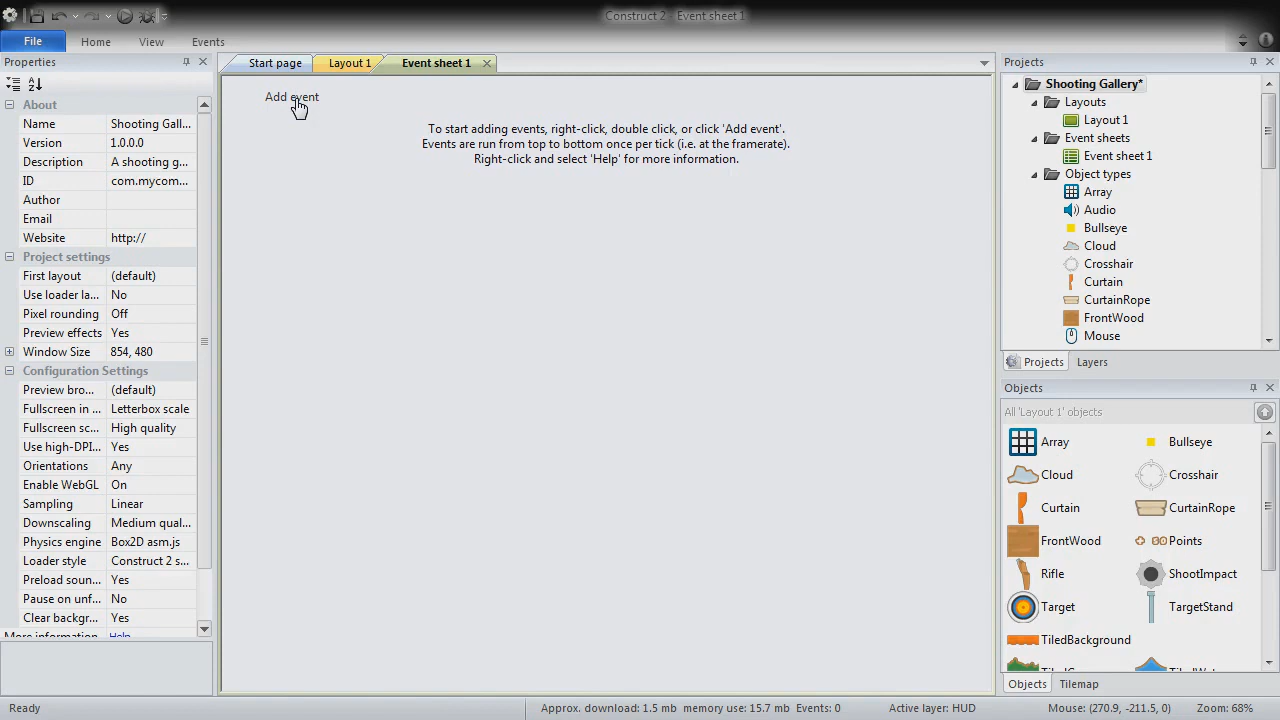 Construct 2 - Event sheet 1
File
Home
View
Events
Properties
About
Name Shooting Gall...
Version 1.0.0.0
Description A shooting g...
ID com.mycom...
Author
Email
Website http://
Project settings
First layout (default)
Use loader la... No
Pixel rounding Off
Preview effects Yes
Window Size 854, 480
Configuration Settings
Preview bro... (default)
Fullscreen in ... Letterbox scale
Fullscreen sc... High quality
Use high-DPI... Yes
Orientations Any
Enable WebGL On
Sampling Linear
Downscaling Medium qual...
Physics engine Box2D asm.js
Loader style Construct 2 s...
Preload soun... Yes
Pause on unf... No
Clear backgr... Yes
More information Help
Start page
Layout 1
Event sheet 1
Add event
To start adding events, right-click, double click, or click 'Add event'.
Events are run from top to bottom once per tick (i.e. at the framerate).
Right-click and select 'Help' for more information.
Projects
Shooting Gallery*
Layouts
Layout 1
Event sheets
Event sheet 1
Object types
Array
Audio
Bullseye
Cloud
Crosshair
Curtain
CurtainRope
FrontWood
Mouse
Projects
Layers
Objects
All 'Layout 1' objects
Array Bullseye
Cloud Crosshair
Curtain CurtainRope
FrontWood Points
Rifle ShootImpact
Target TargetStand
TiledBackground
Objects
Tilemap
Ready
Approx. download: 1.5 mb memory use: 15.7 mb Events: 0
Active layer: HUD
Mouse: (270.9, -211.5, 0)
Zoom: 68%